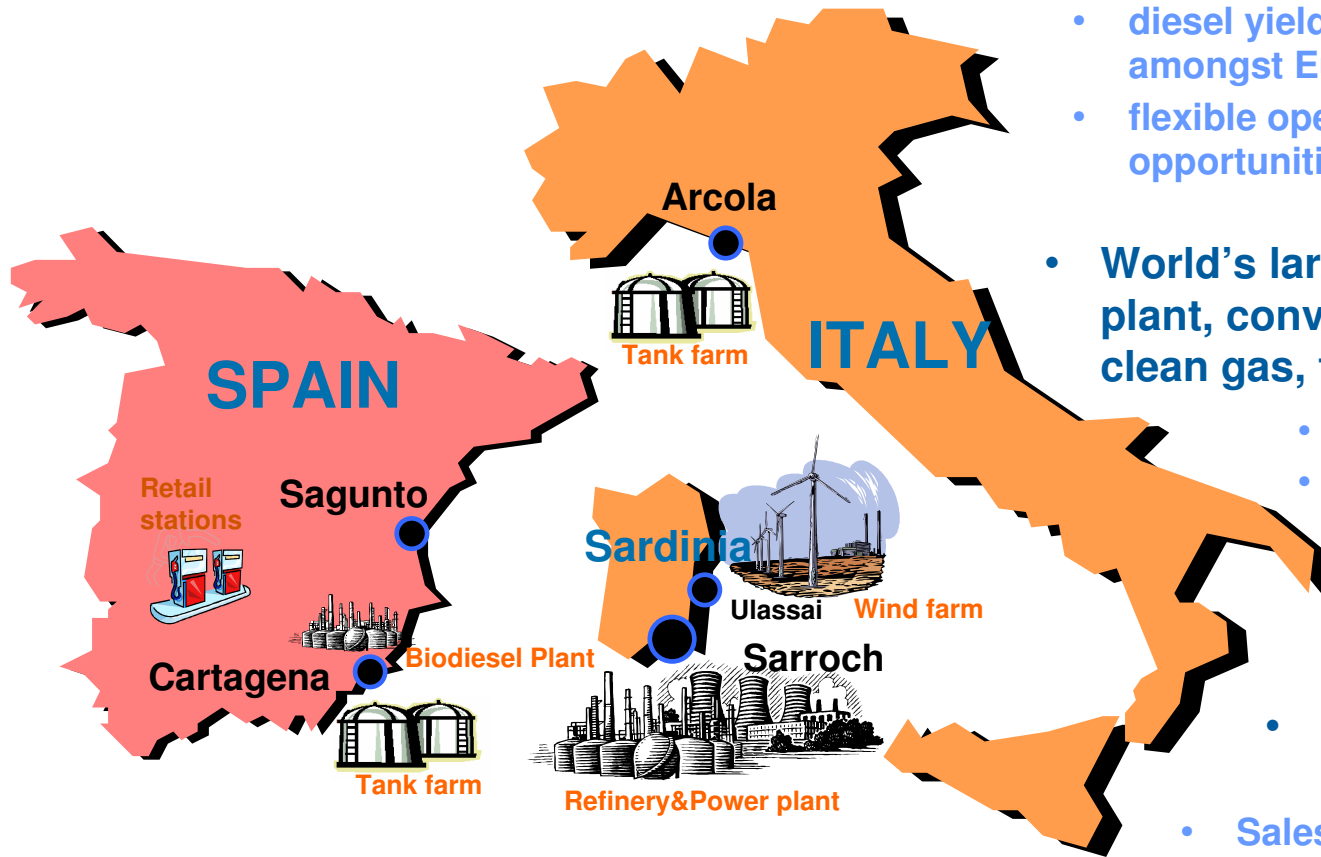 • diesel yield
amongst E
• flexible ope
opportuniti
Arcola
• World's lar
plant, conv
clean gas,
Tank farm
ITALY
SPAIN
Retail
stations
Sagunto
Sardinia
Ulassai
Wind farm
Biodiesel Plant
Sarroch
Cartagena
Tank farm
Refinery&Power plant
• Sales